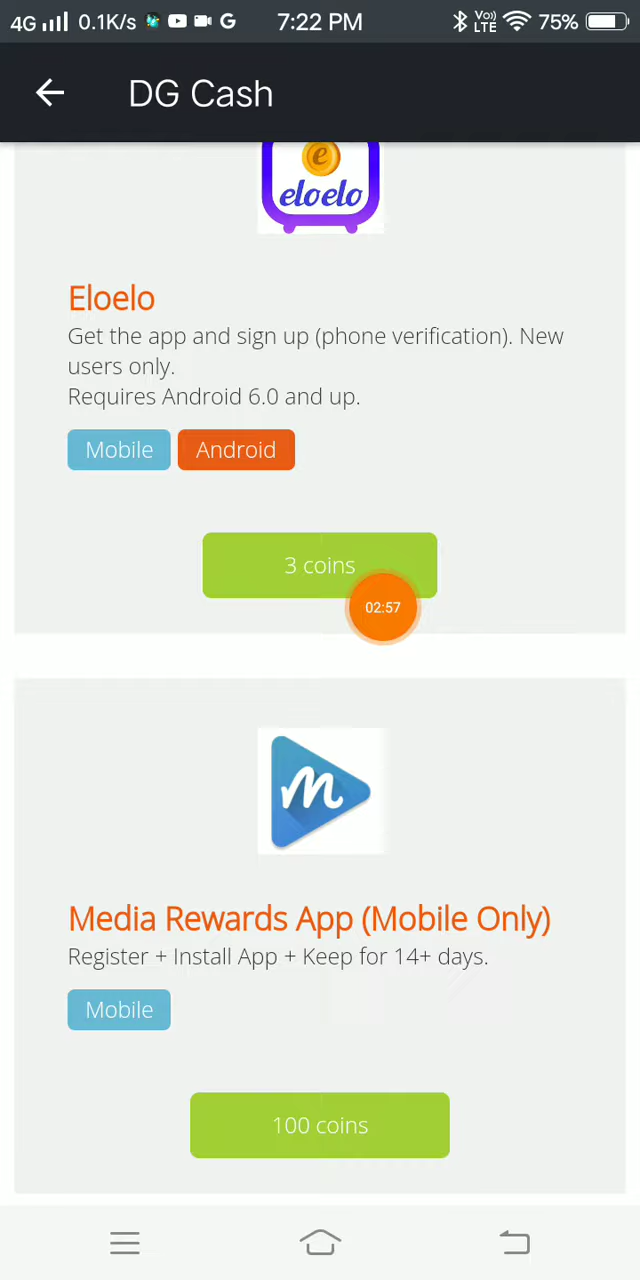 4G 0.1K/s G 7:22 PM Vo) LTE 75%
DG Cash
e
eloelo
Eloelo
Get the app and sign up (phone verification). New
users only.
Requires Android 6.0 and up.
Mobile Android
3 coins
02:57
m
Media Rewards App (Mobile Only)
Register + Install App + Keep for 14+ days.
Mobile
100 coins